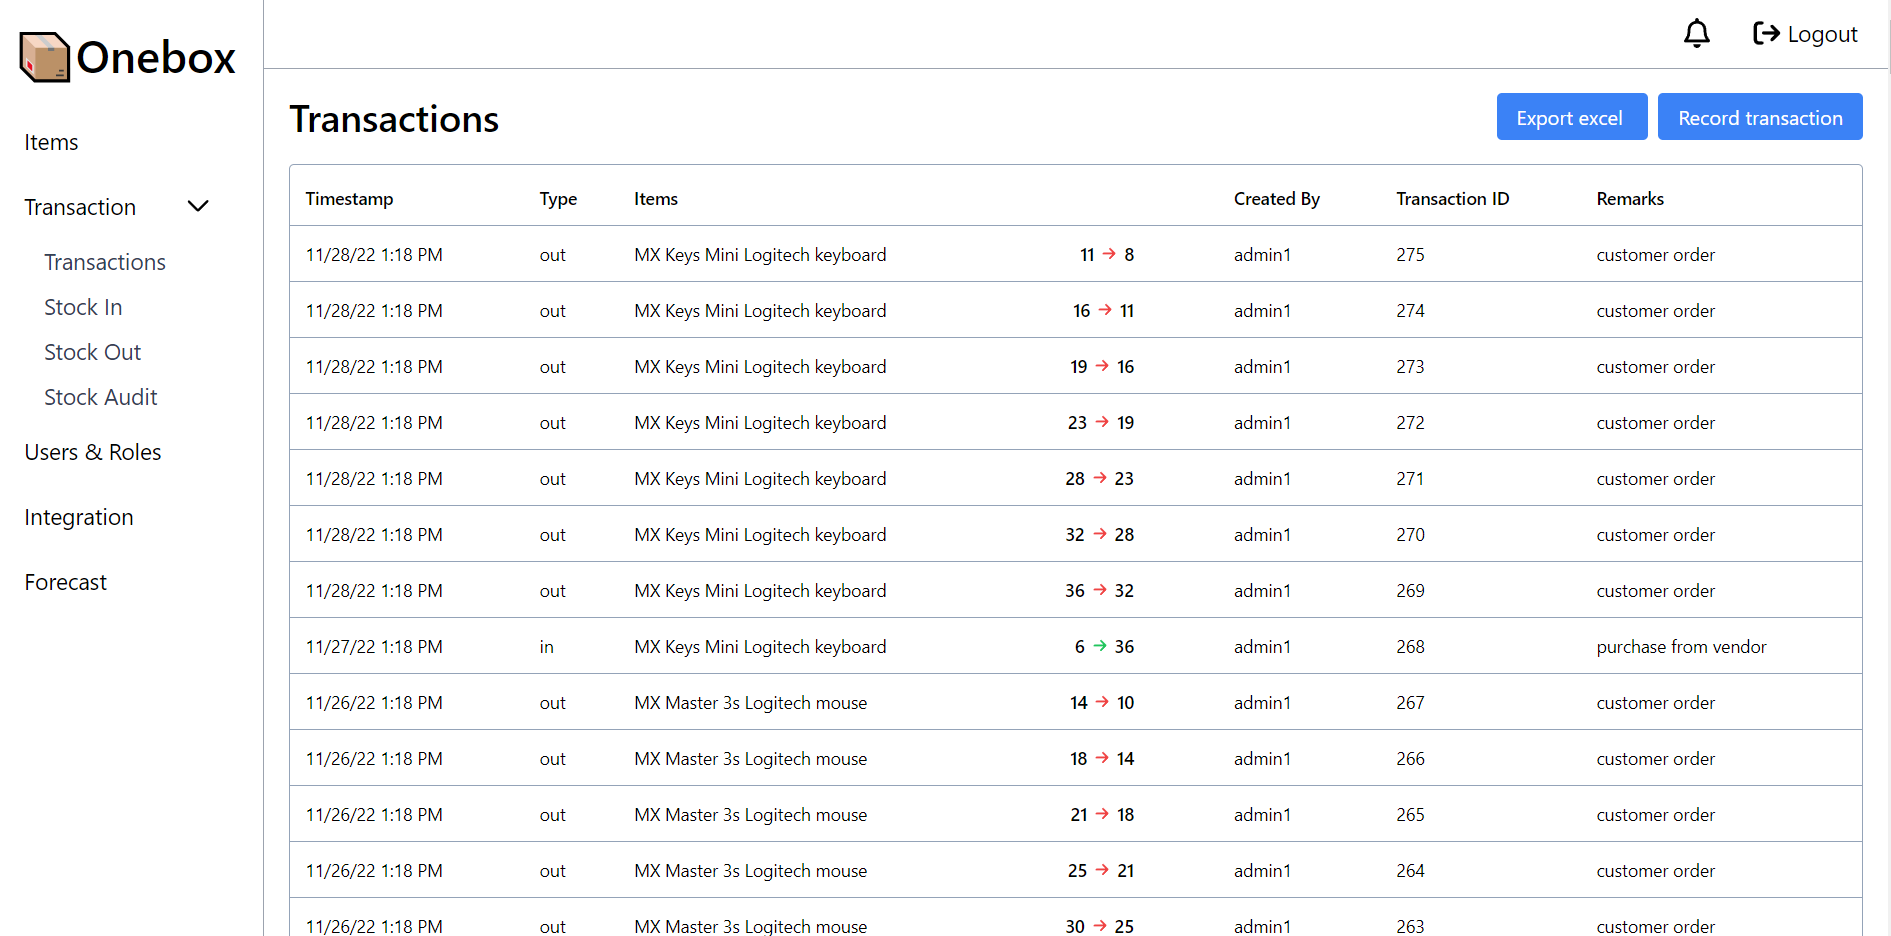 Onebox
Logout
Items
Transaction
Transactions
Stock In
Stock Out
Stock Audit
Users & Roles
Integration
Forecast
Transactions
Export excel
Record transaction
Timestamp Type Items Created By Transaction ID Remarks
11/28/22 1:18 PM out MX Keys Mini Logitech keyboard 11 → 8 admin1 275 customer order
11/28/22 1:18 PM out MX Keys Mini Logitech keyboard 16 → 11 admin1 274 customer order
11/28/22 1:18 PM out MX Keys Mini Logitech keyboard 19 → 16 admin1 273 customer order
11/28/22 1:18 PM out MX Keys Mini Logitech keyboard 23 → 19 admin1 272 customer order
11/28/22 1:18 PM out MX Keys Mini Logitech keyboard 28 → 23 admin1 271 customer order
11/28/22 1:18 PM out MX Keys Mini Logitech keyboard 32 → 28 admin1 270 customer order
11/28/22 1:18 PM out MX Keys Mini Logitech keyboard 36 → 32 admin1 269 customer order
11/27/22 1:18 PM in MX Keys Mini Logitech keyboard 6 → 36 admin1 268 purchase from vendor
11/26/22 1:18 PM out MX Master 3s Logitech mouse 14 → 10 admin1 267 customer order
11/26/22 1:18 PM out MX Master 3s Logitech mouse 18 → 14 admin1 266 customer order
11/26/22 1:18 PM out MX Master 3s Logitech mouse 21 → 18 admin1 265 customer order
11/26/22 1:18 PM out MX Master 3s Logitech mouse 25 → 21 admin1 264 customer order
11/26/22 1:18 PM out MX Master 3s Logitech mouse 30 → 25 admin1 263 customer order